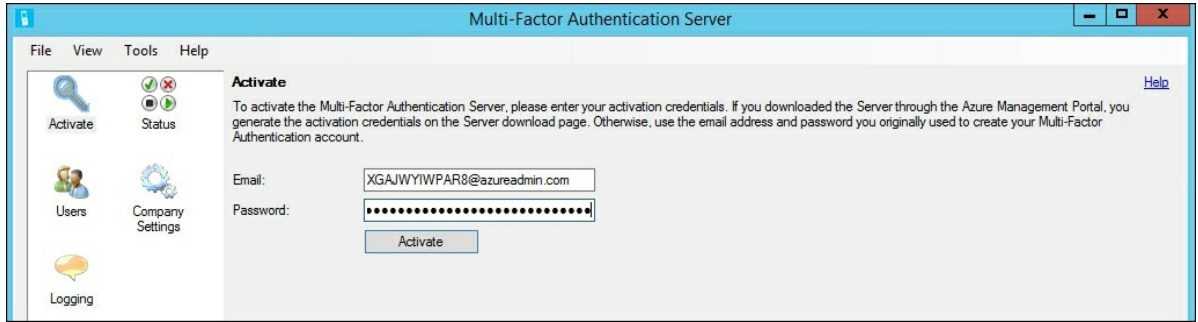 Multi-Factor Authentication Server
File View Tools Help
Activate
Status
Users
Company
Settings
Logging
Activate
Help
To activate the Multi-Factor Authentication Server, please enter your activation credentials. If you downloaded the Server through the Azure Management Portal, you
generate the activation credentials on the Server download page. Otherwise, use the email address and password you originally used to create your Multi-Factor
Authentication account.
Email:
XGAJWYIWPAR8@azureadmin.com
Password:
Activate